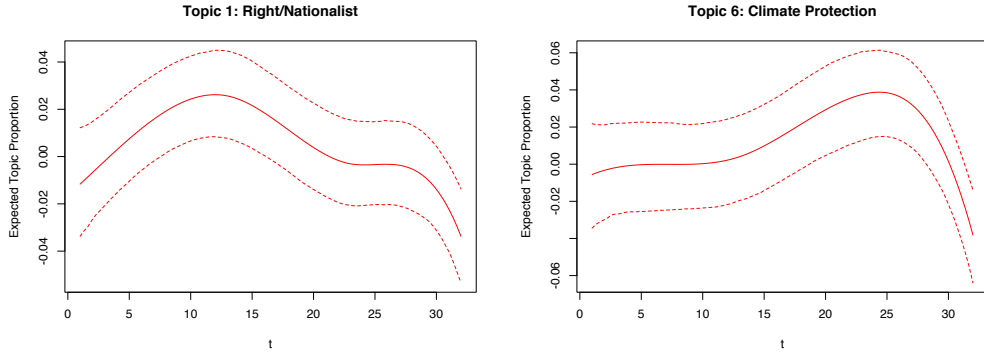 Topic 1: Right/Nationalist
Expected Topic Proportion
0.04
0.02
0.00
-0.02
-0.04
0 5 10 15 20 25 30
t
Topic 6: Climate Protection
Expected Topic Proportion
0.06
0.04
0.02
0.00
-0.02
-0.06
0 5 10 15 20 25 30
t